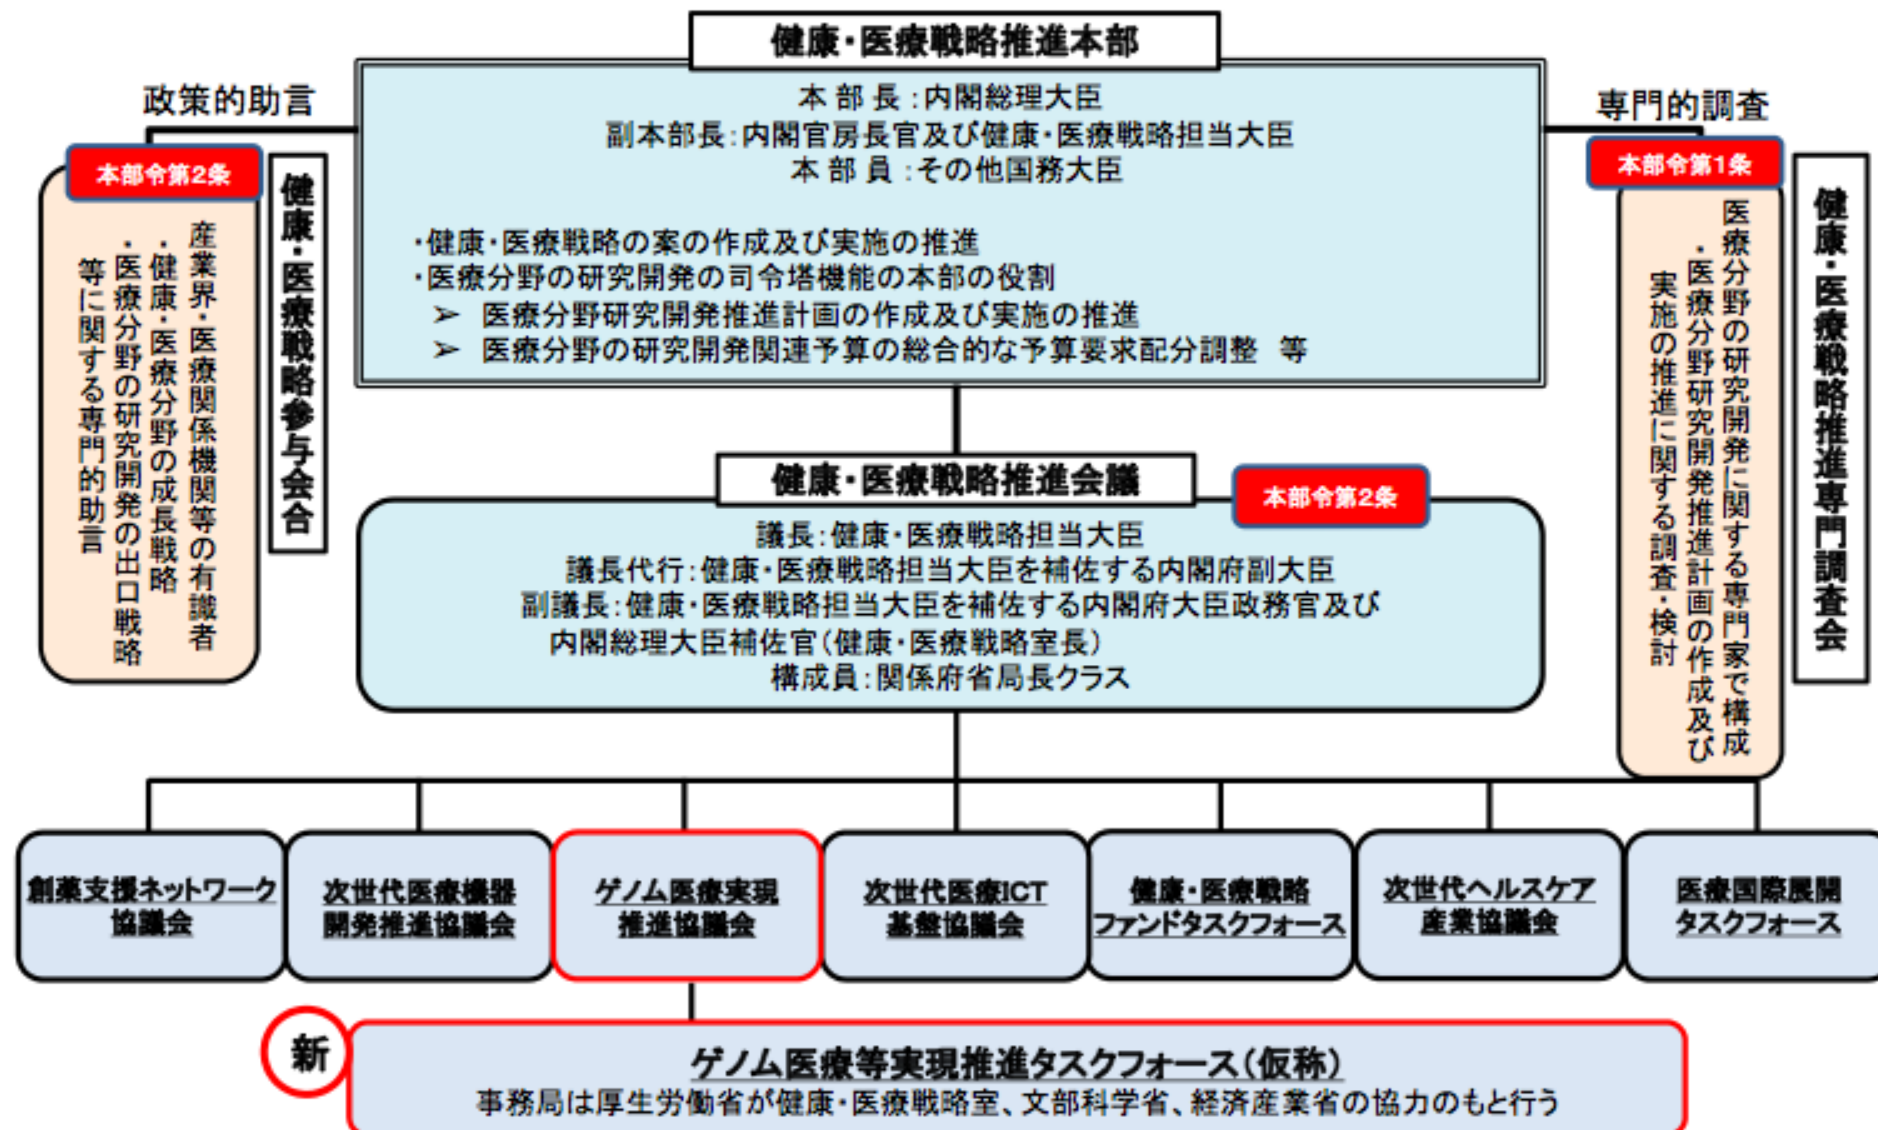 健康・医療戦略推進本部
本 部 長 :内閣総理大臣
副本部長:内閣官房長官及び健康・医療戦略担当大臣
本 部 員 :その他国務大臣
・健康・医療戦略の案の作成及び実施の推進
・医療分野の研究開発の司令塔機能の本部の役割
➢ 医療分野研究開発推進計画の作成及び実施の推進
➢ 医療分野の研究開発関連予算の総合的な予算要求配分調整 等
政策的助言
本部令第2条
健康・医療戦略参与会合
産業界・医療関係機関等の有識者
・健康・医療分野の成長戦略
・医療分野の研究開発の出口戦略
等に関する専門的助言
専門的調査
本部令第1条
健康・医療戦略推進専門調査会
医療分野の研究開発に関する専門家で構成
・医療分野研究開発推進計画の作成及び
実施の推進に関する調査・検討
健康・医療戦略推進会議
本部令第2条
議長:健康・医療戦略担当大臣
議長代行:健康・医療戦略担当大臣を補佐する内閣府副大臣
副議長:健康・医療戦略担当大臣を補佐する内閣府大臣政務官及び
内閣総理大臣補佐官(健康・医療戦略室長)
構成員:関係府省局長クラス
創薬支援ネットワーク
協議会
次世代医療機器
開発推進協議会
ゲノム医療実現
推進協議会
次世代医療ICT
基盤協議会
健康・医療戦略
ファンドタスクフォース
次世代ヘルスケア
産業協議会
医療国際展開
タスクフォース
新
ゲノム医療等実現推進タスクフォース(仮称)
事務局は厚生労働省が健康・医療戦略室、文部科学省、経済産業省の協力のもと行う